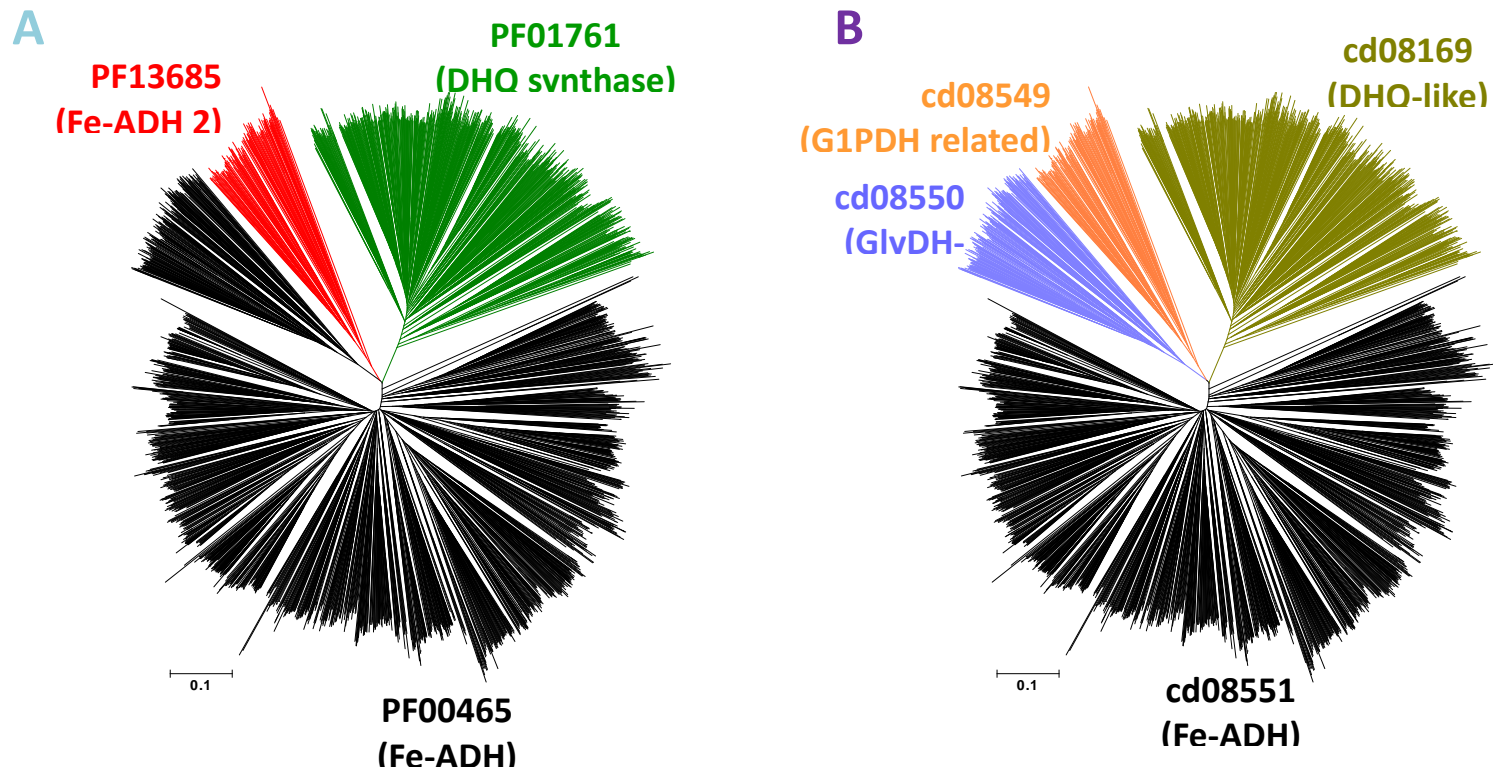 A
PF13685
(Fe-ADH 2)
PF01761
(DHQ synthase)
0.1
PF00465
(Fe-ADH)
B
cd08549
(G1PDH related)
cd08550
(GlyDH-
cd08169
(DHQ-like)
0.1
cd08551
(Fe-ADH)